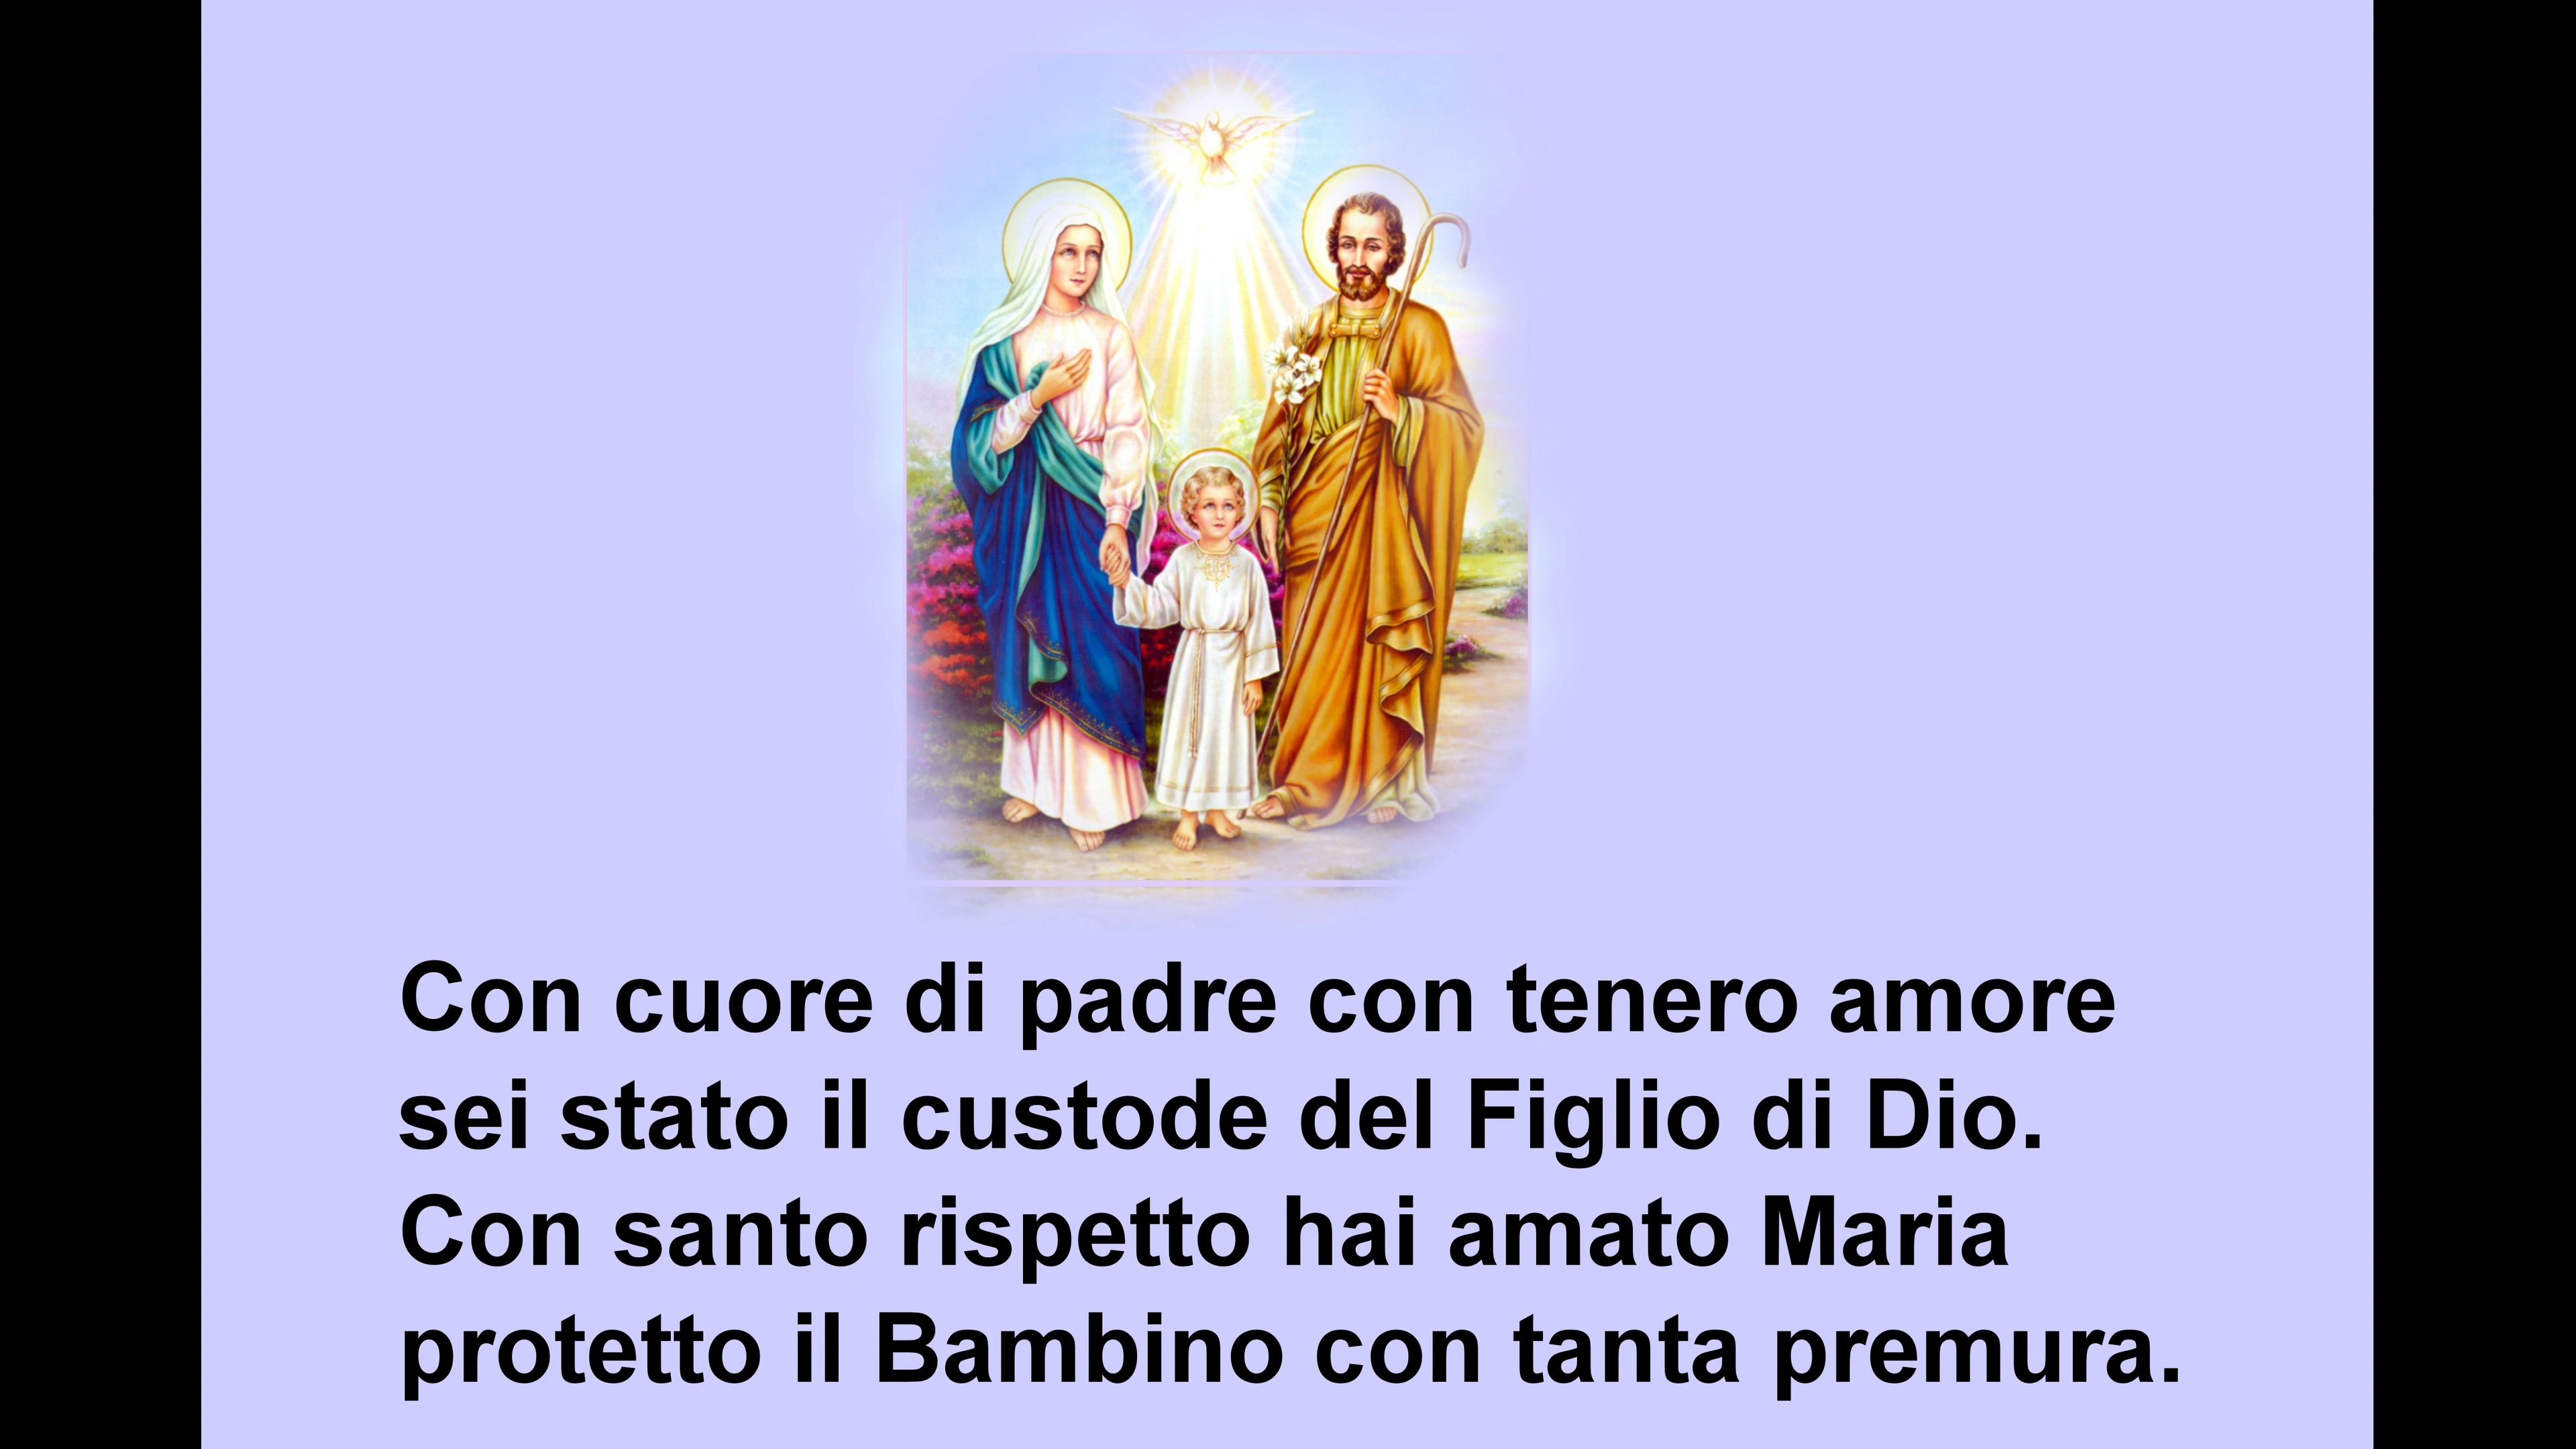 Con cuore di padre con tenero amore
sei stato il custode del Figlio di Dio.
Con santo rispetto hai amato Maria
protetto il Bambino con tanta premura.